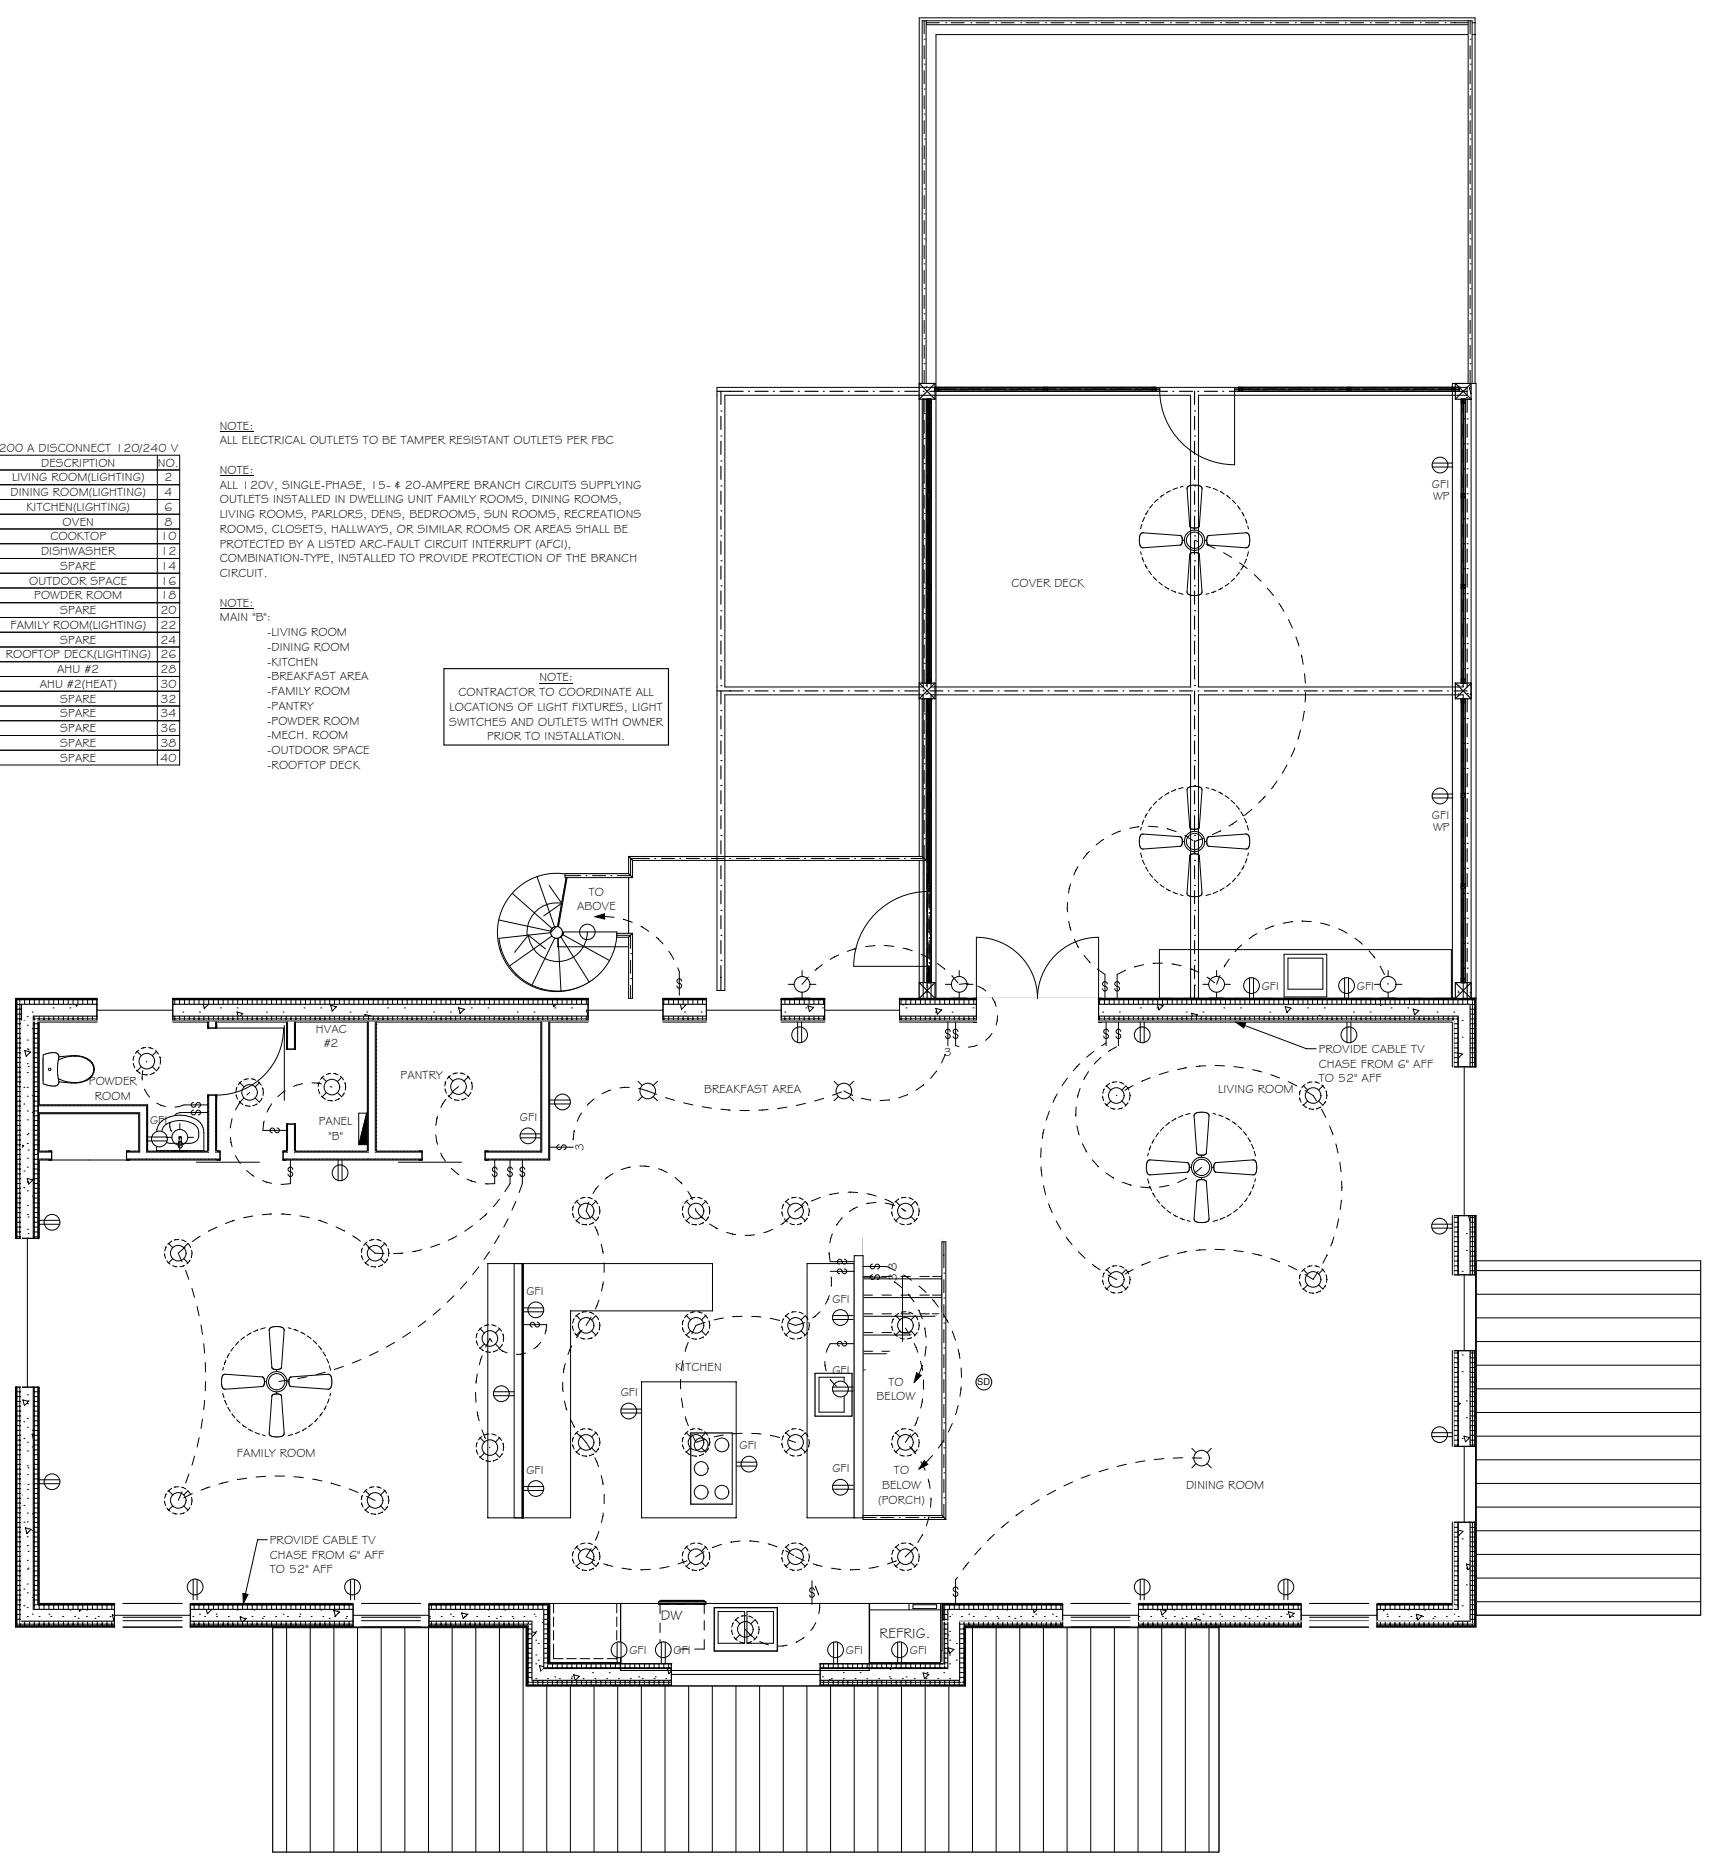 200 A DISCONNECT 120/240 V
DESCRIPTION NO.
LIVING ROOM(LIGHTING) 2
DINING ROOM(LIGHTING) 4
KITCHEN(LIGHTING) 6
OVEN 8
COOKTOP 10
DISHWASHER 12
SPARE 14
OUTDOOR SPACE 16
POWDER ROOM 18
SPARE 20
FAMILY ROOM(LIGHTING) 22
SPARE 24
ROOFTOP DECK(LIGHTING) 26
AHU #2 28
AHU #2(HEAT) 30
SPARE 32
SPARE 34
SPARE 36
SPARE 38
SPARE 40
NOTE:
ALL ELECTRICAL OUTLETS TO BE TAMPER RESISTANT OUTLETS PER FBC
NOTE:
ALL 120V, SINGLE-PHASE, 15- & 20-AMPERE BRANCH CIRCUITS SUPPLYING
OUTLETS INSTALLED IN DWELLING UNIT FAMILY ROOMS, DINING ROOMS,
LIVING ROOMS, PARLORS, DENS, BEDROOMS, SUN ROOMS, RECREATIONS
ROOMS, CLOSETS, HALLWAYS, OR SIMILAR ROOMS OR AREAS SHALL BE
PROTECTED BY A LISTED ARC-FAULT CIRCUIT INTERRUPT (AFCI),
COMBINATION-TYPE, INSTALLED TO PROVIDE PROTECTION OF THE BRANCH
CIRCUIT.
NOTE:
MAIN "B":
-LIVING ROOM
-DINING ROOM
-KITCHEN
-BREAKFAST AREA
-FAMILY ROOM
-PANTRY
-POWDER ROOM
-MECH. ROOM
-OUTDOOR SPACE
-ROOFTOP DECK
NOTE:
CONTRACTOR TO COORDINATE ALL
LOCATIONS OF LIGHT FIXTURES, LIGHT
SWITCHES AND OUTLETS WITH OWNER
PRIOR TO INSTALLATION.
GFI
WP
COVER DECK
GFI
WP
TO
ABOVE
$
$ $
GFI
GFI
HVAC
#2
$$
3
$ $
PROVIDE CABLE TV
CHASE FROM 6" AFF
TO 52" AFF
POWDER
ROOM
PANTRY
BREAKFAST AREA
LIVING ROOM
$$
GFI
PANEL
"B"
$
GFI
$ 3
$
$ $ $
$
$
$ 3
$ 3
GFI
$
GFI
$
KITCHEN
GFI
GFI
TO
BELOW
SD
FAMILY ROOM
GFI
GFI
GFI
TO
BELOW
(PORCH)
DINING ROOM
PROVIDE CABLE TV
CHASE FROM 6" AFF
TO 52" AFF
$
$
DW
REFRIG.
GFI
GFI
GFI
GFI